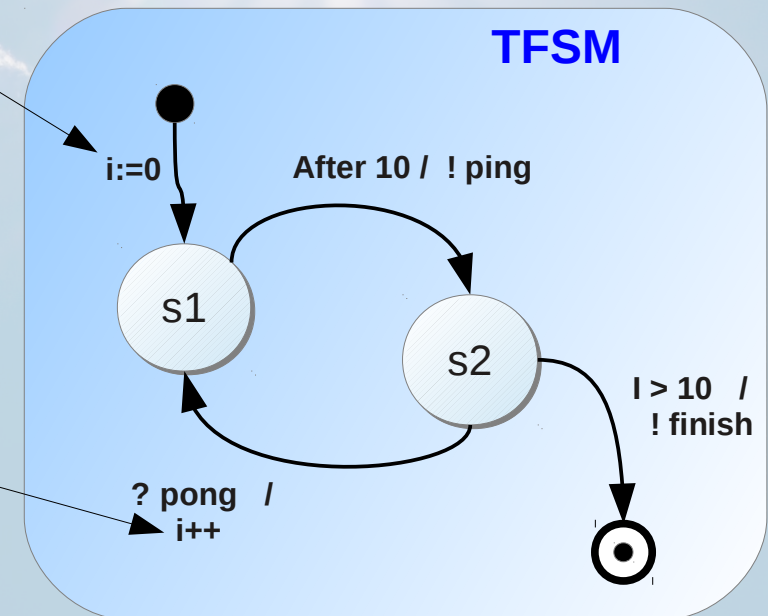 TFSM
i:=0
After 10 / ! ping
s1
s2
I > 10 /
! finish
? pong /
i++